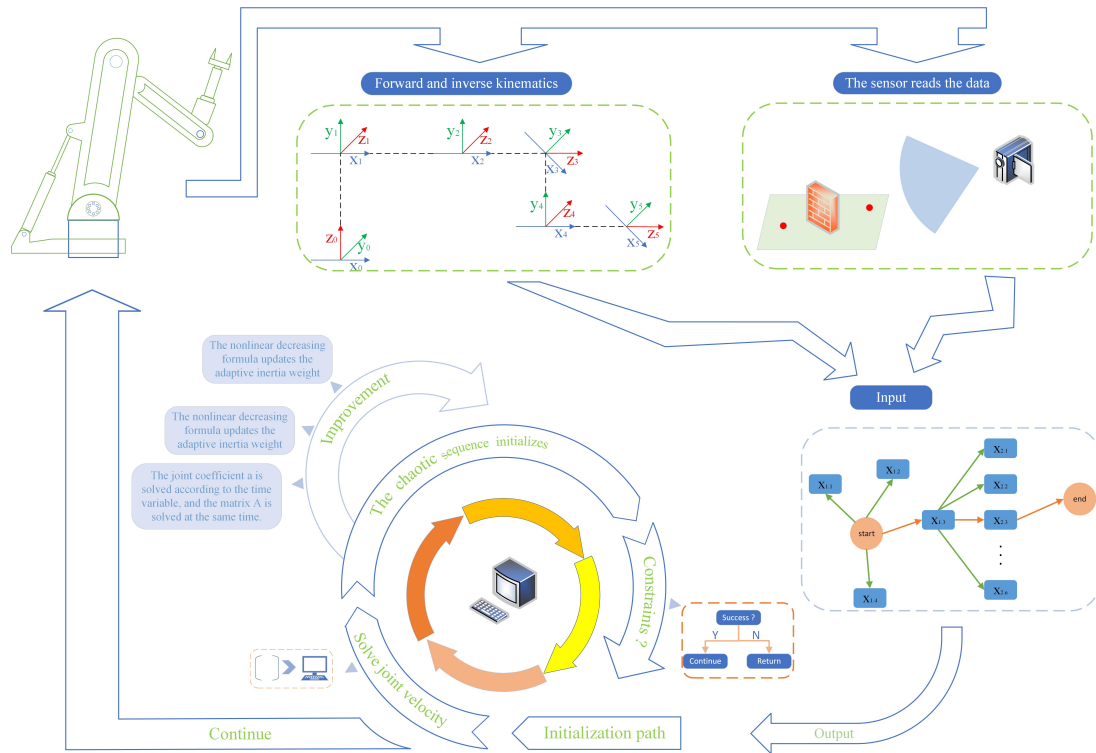 Forward and inverse kinematics
The sensor reads the data
y1
z1
x1
y2
z2
x2
y3
z3
x3
y4
z4
x4
y5
z5
x5
z0
y0
x0
Input
The nonlinear decreasing
formula updates the
adaptive inertia weight
The nonlinear decreasing
formula updates the
adaptive inertia weight
The joint coefficient a is
solved according to the time
variable, and the matrix A is
solved at the same time.
Improvement
The chaotic sequence initializes
Constraints ?
Solve joint velocity
Success ?
Y
N
Continue
Return
X1.1
X1.2
start
X1.3
X1.4
X2.1
X2.2
X2.3
X2.6
end
Continue
Initialization path
Output